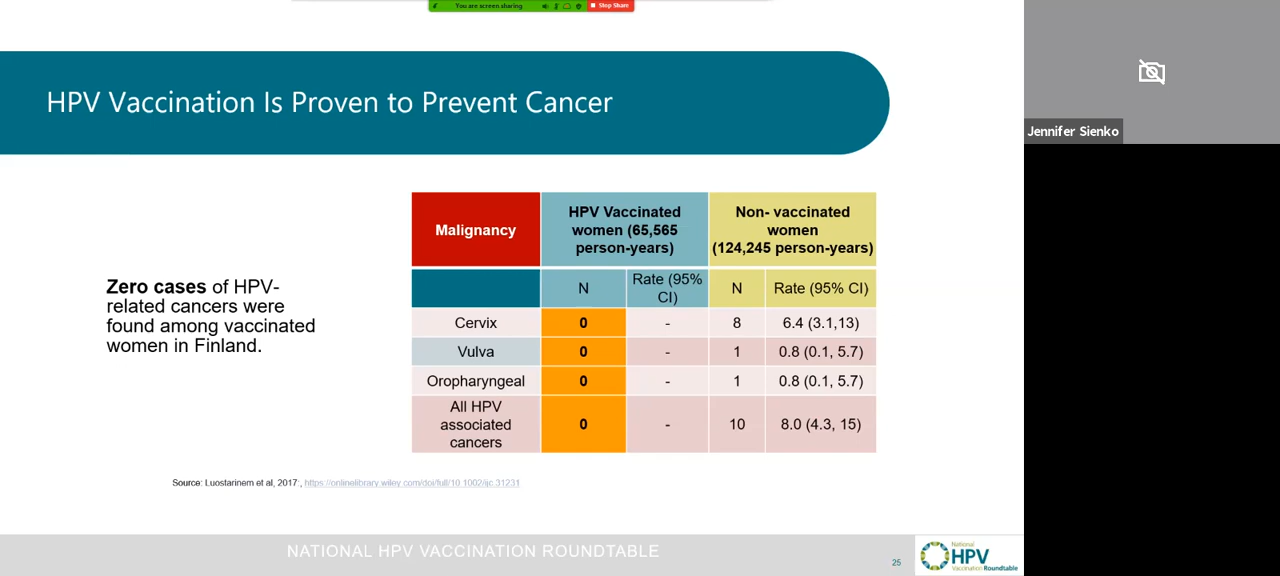 You are screen sharing
Stop Share
HPV Vaccination Is Proven to Prevent Cancer
Jennifer Sienko
Zero cases of HPV-
related cancers were
found among vaccinated
women in Finland.
Malignancy
HPV Vaccinated
women (65,565
person-years)
Non- vaccinated
women
(124,245 person-years)
N
Rate (95%
CI)
N
Rate (95% CI)
Cervix 0 - 8 6.4 (3.1,13)
Vulva 0 - 1 0.8 (0.1, 5.7)
Oropharyngeal 0 - 1 0.8 (0.1, 5.7)
All HPV
associated
cancers
0 - 10 8.0 (4.3, 15)
Source: Luostarinem et al, 2017., https://onlinelibrary.wiley.com/doi/full/10.1002/ijc.31231
NATIONAL HPV VACCINATION ROUNDTABLE
25
National
HPV
Vaccination Roundtable